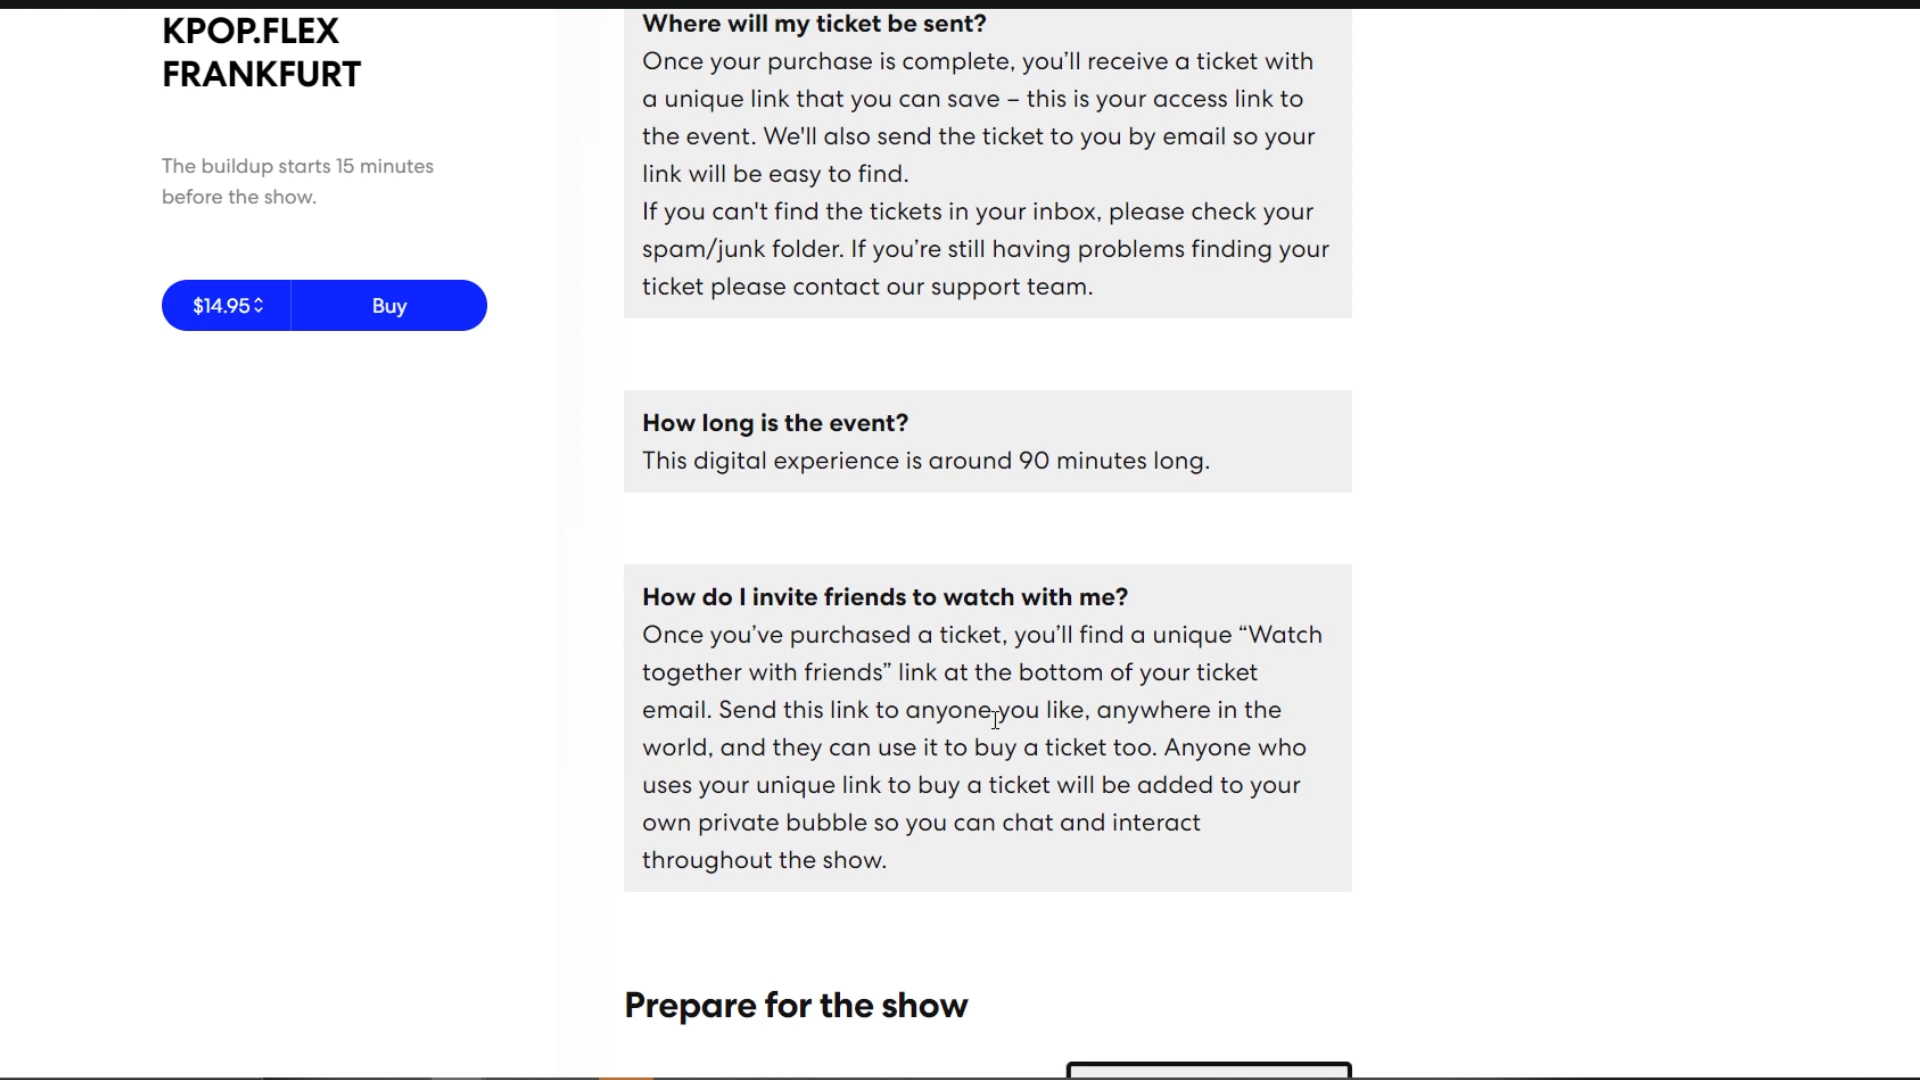 KPOP.FLEX
FRANKFURT
The buildup starts 15 minutes
before the show.
$14.95
Buy
Where will my ticket be sent?
Once your purchase is complete, you’ll receive a ticket with
a unique link that you can save – this is your access link to
the event. We'll also send the ticket to you by email so your
link will be easy to find.
If you can't find the tickets in your inbox, please check your
spam/junk folder. If you’re still having problems finding your
ticket please contact our support team.
How long is the event?
This digital experience is around 90 minutes long.
How do I invite friends to watch with me?
Once you’ve purchased a ticket, you’ll find a unique “Watch
together with friends” link at the bottom of your ticket
email. Send this link to anyone you like, anywhere in the
world, and they can use it to buy a ticket too. Anyone who
uses your unique link to buy a ticket will be added to your
own private bubble so you can chat and interact
throughout the show.
Prepare for the show